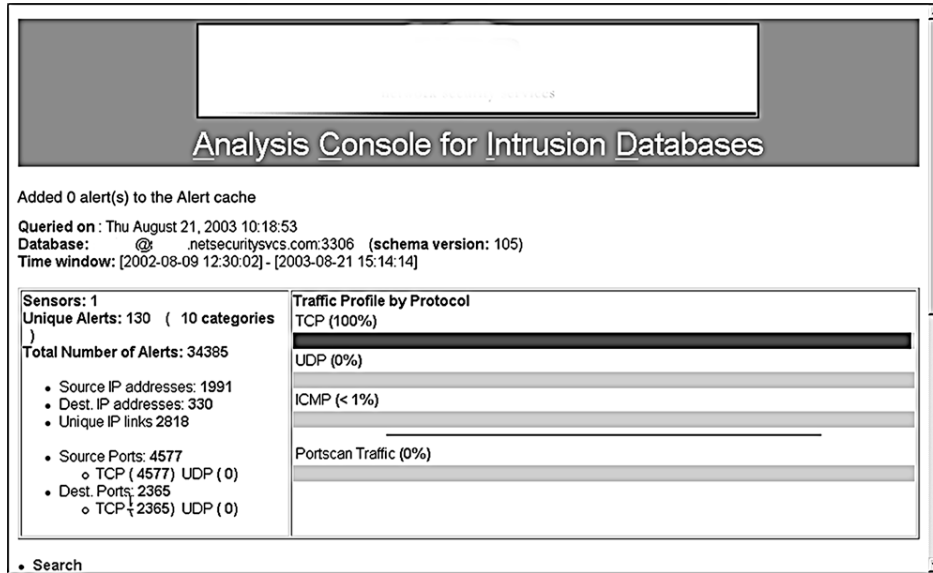 Analysis Console for Intrusion Databases
Added 0 alert(s) to the Alert cache
Queried on : Thu August 21, 2003 10:18:53
Database: @ .netsecuritysvcs.com:3306 (schema version: 105)
Time window: [2002-08-09 12:30:02] - [2003-08-21 15:14:14]
Sensors: 1
Unique Alerts: 130 ( 10 categories
)
Total Number of Alerts: 34385
• Source IP addresses: 1991
• Dest. IP addresses: 330
• Unique IP links 2818
• Source Ports: 4577
o TCP ( 4577) UDP ( 0)
• Dest. Ports: 2365
o TCP ( 2365) UDP ( 0)
Traffic Profile by Protocol
TCP (100%)
UDP (0%)
ICMP (< 1%)
Portscan Traffic (0%)
• Search